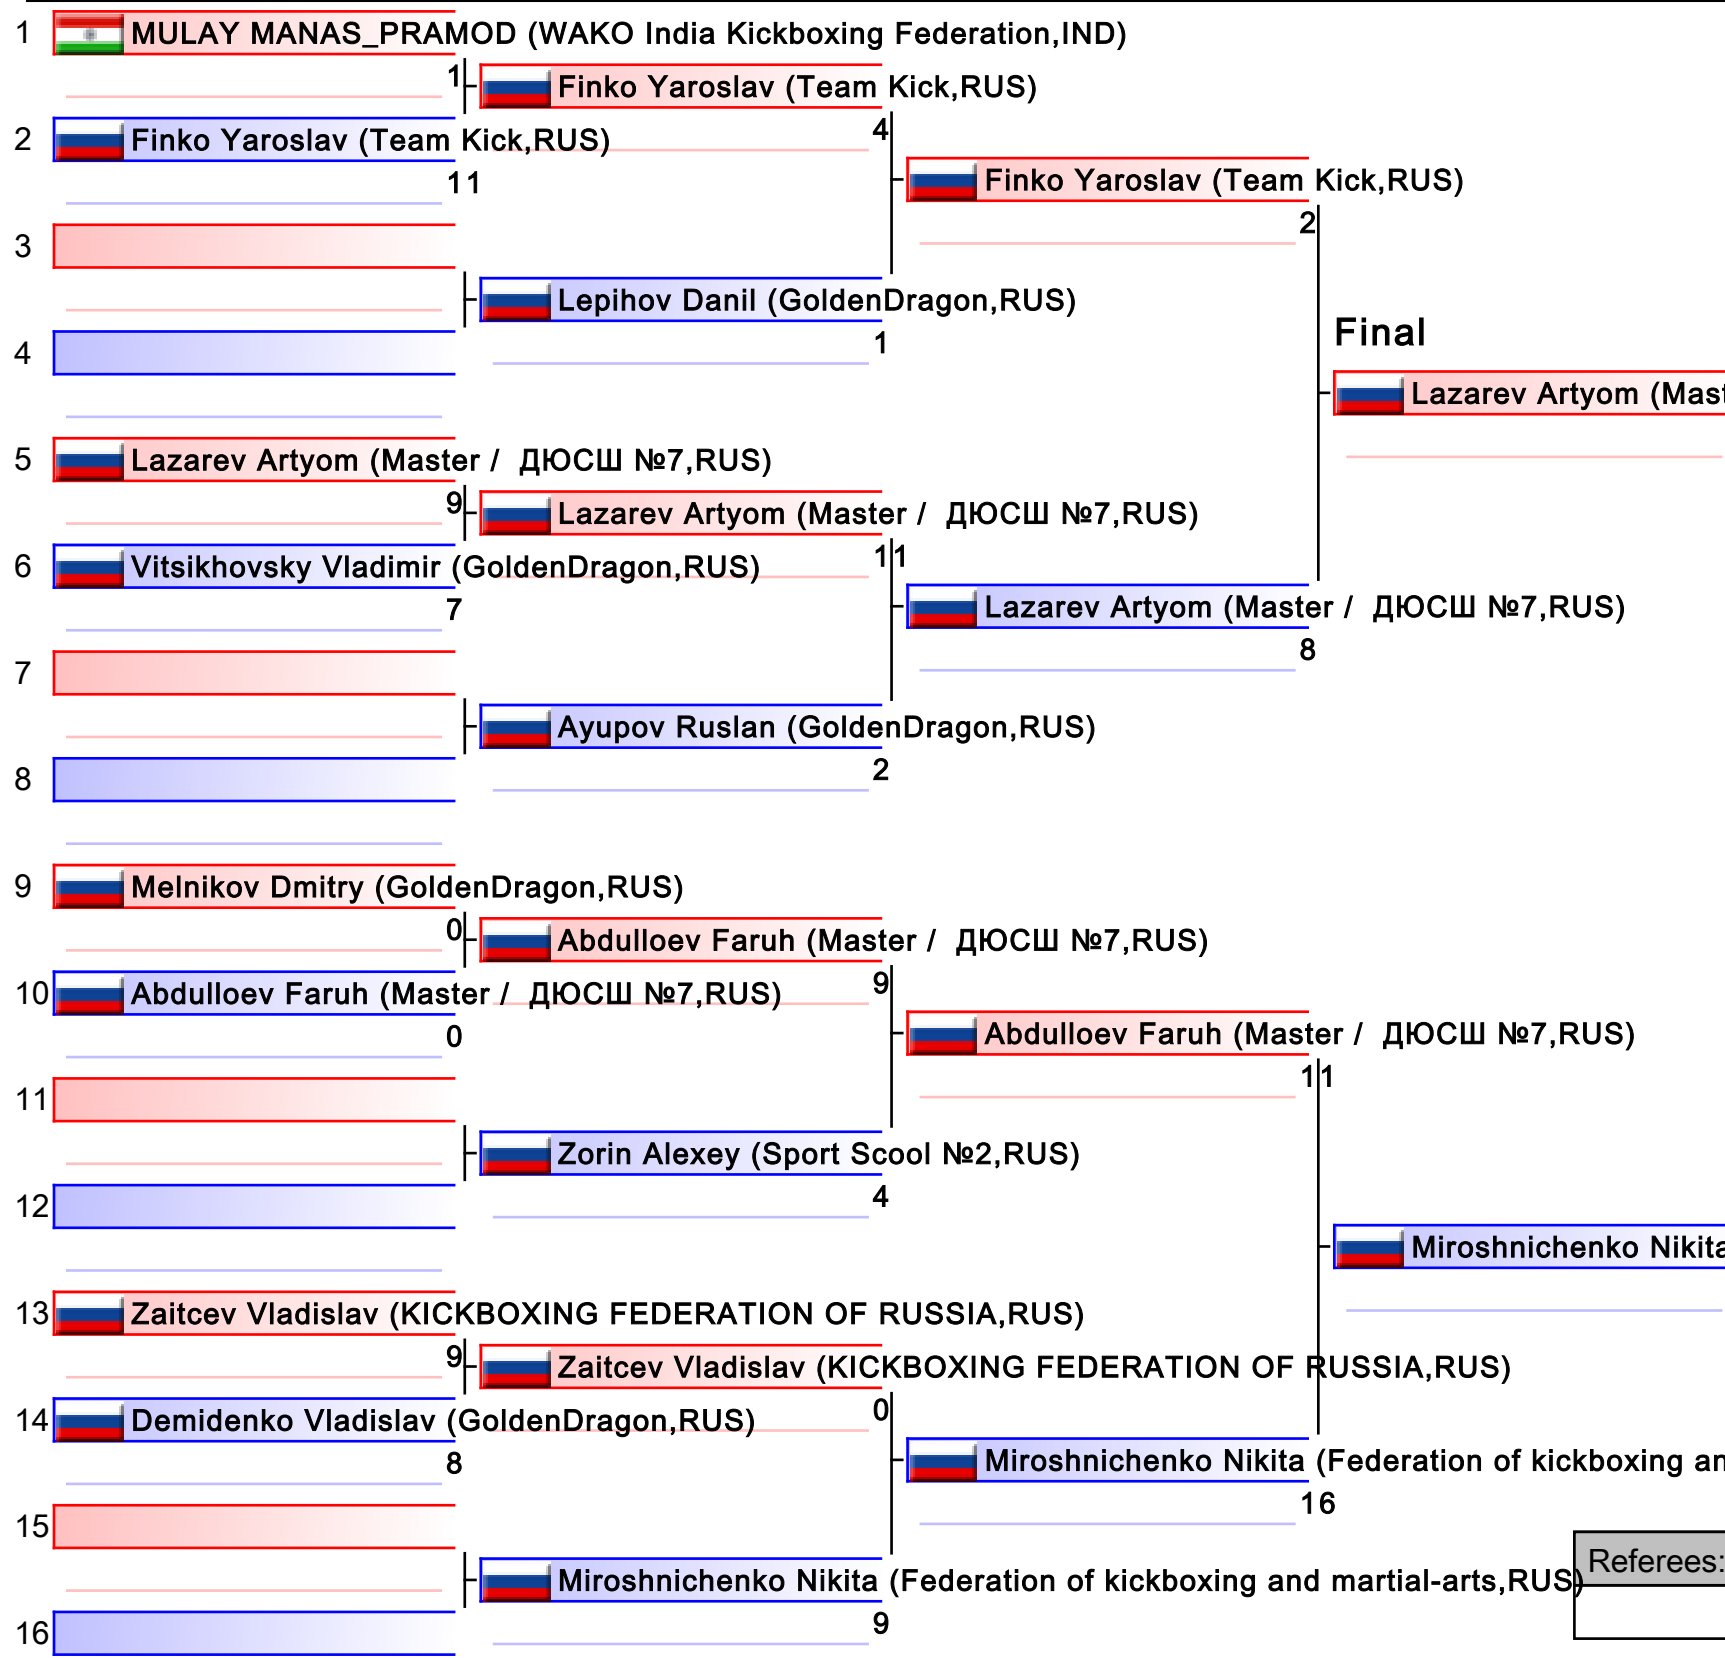 1 MULAY MANAS_PRAMOD (WAKO India Kickboxing Federation,IND)
1 Finko Yaroslav (Team Kick,RUS)
2 Finko Yaroslav (Team Kick,RUS)
4
11
Finko Yaroslav (Team Kick,RUS)
2
3
Lepihov Danil (GoldenDragon,RUS)
1
4
Final
Lazarev Artyom (Mast
5 Lazarev Artyom (Master / ДЮСШ №7,RUS)
9 Lazarev Artyom (Master / ДЮСШ №7,RUS)
11
6 Vitsikhovsky Vladimir (GoldenDragon,RUS)
7
Lazarev Artyom (Master / ДЮСШ №7,RUS)
8
7
Ayupov Ruslan (GoldenDragon,RUS)
2
8
9 Melnikov Dmitry (GoldenDragon,RUS)
0 Abdulloev Faruh (Master / ДЮСШ №7,RUS)
9
10 Abdulloev Faruh (Master / ДЮСШ №7,RUS)
0
Abdulloev Faruh (Master / ДЮСШ №7,RUS)
11
11
Zorin Alexey (Sport Scool №2,RUS)
4
12
Miroshnichenko Nikita
13 Zaitcev Vladislav (KICKBOXING FEDERATION OF RUSSIA,RUS)
9 Zaitcev Vladislav (KICKBOXING FEDERATION OF RUSSIA,RUS)
0
14 Demidenko Vladislav (GoldenDragon,RUS)
8
Miroshnichenko Nikita (Federation of kickboxing an
16
15
Miroshnichenko Nikita (Federation of kickboxing and martial-arts,RUS)
9
Referees:
16